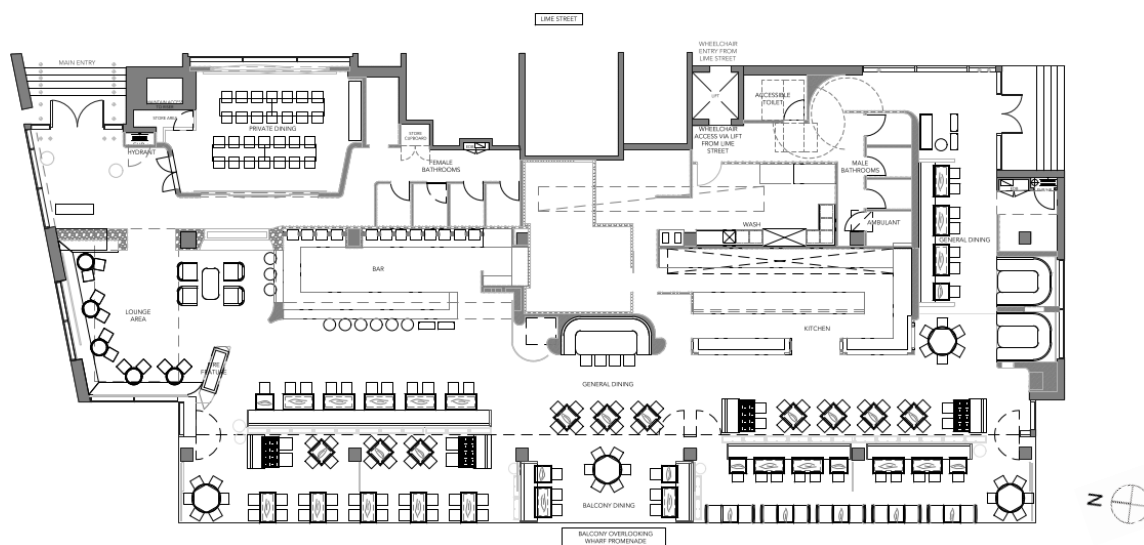 LIME STREET
MAIN ENTRY
WHEELCHAIR
ENTRY FROM
LIME STREET
LIFT
ACCESSIBLE
TOILET
STORE AREA
PRIVATE DINING
HYDRANT
STORE
CUPBOARD
FEMALE
BATHROOMS
WHEELCHAIR
ACCESS VIA LIFT
FROM LIME
STREET
MALE
BATHROOMS
WASH
AMBULANT
GENERAL DINING
BAR
LOUNGE
AREA
KITCHEN
FIRE
FEATURE
GENERAL DINING
BALCONY DINING
BALCONY OVERLOOKING
WHARF PROMENADE
N